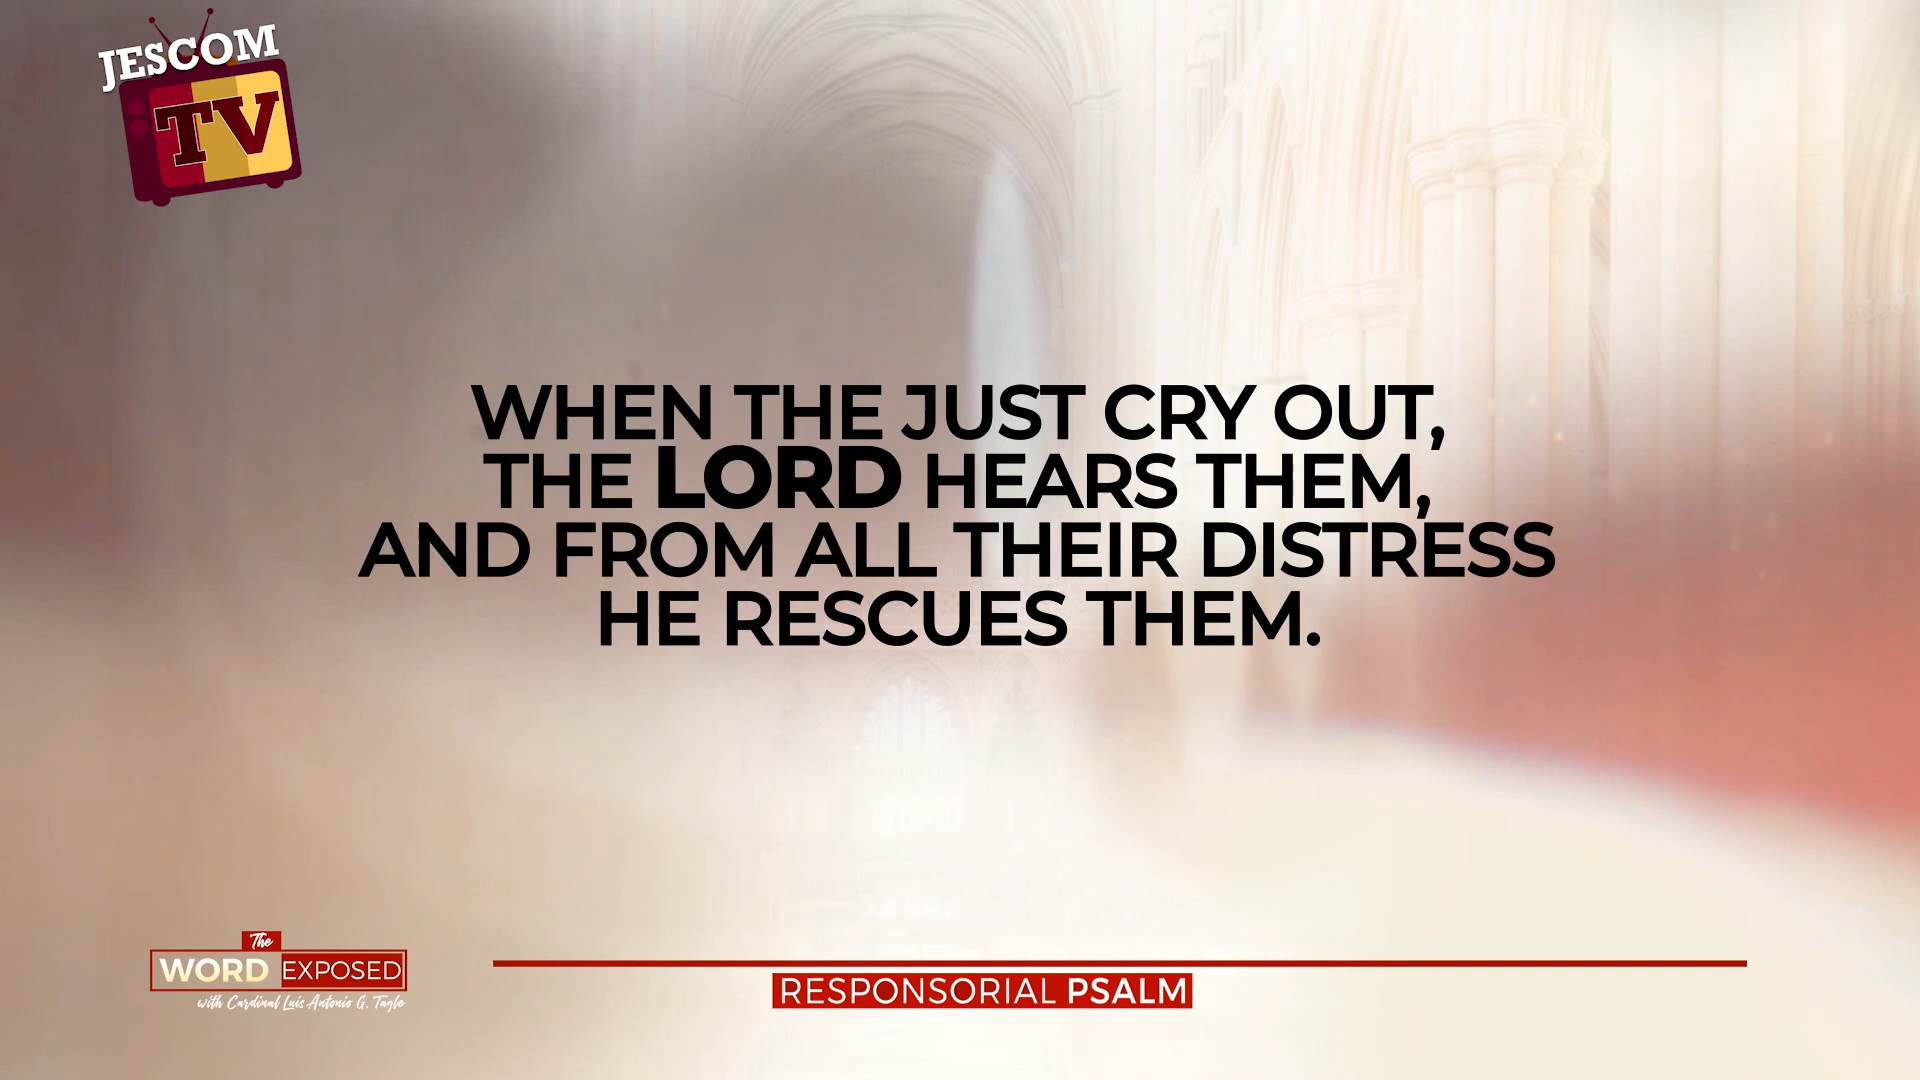 JESCOM
TV
WHEN THE JUST CRY OUT,
THE LORD HEARS THEM,
AND FROM ALL THEIR DISTRESS
HE RESCUES THEM.
The
WORD EXPOSED
with Cardinal Luis Antonio G. Tagle
RESPONSORIAL PSALM